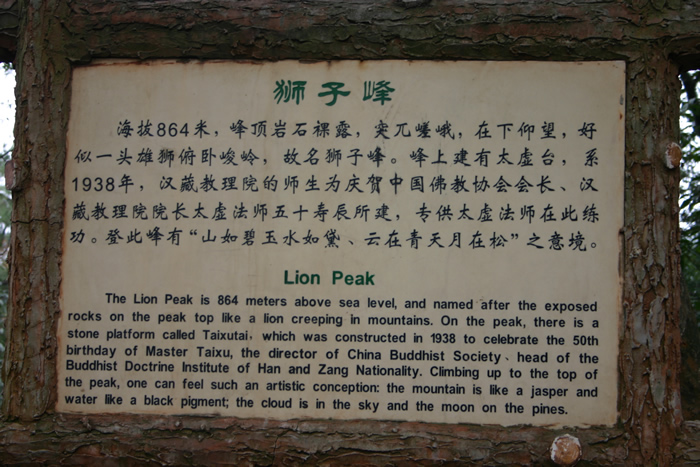 狮子峰
海拔864米，峰顶岩石裸露，突兀嵯峨，在下仰望，好
似一头雄狮俯卧峻岭，故名狮子峰。峰上建有太虚台，系
1938年，汉藏教理院的师生为庆贺中国佛教协会会长、汉
藏教理院院长太虚法师五十寿辰所建，专供太虚法师在此练
功。登此峰有“山如碧玉水如黛、云在青天月在松”之意境。
Lion Peak
The Lion Peak is 864 meters above sea level, and named after the exposed
rocks on the peak top like a lion creeping in mountains. On the peak, there is a
stone platform called Taixutai, which was constructed in 1938 to celebrate the 50th
birthday of Master Taixu, the director of China Buddhist Society、head of the
Buddhist Doctrine Institute of Han and Zang Nationality. Climbing up to the top of
the peak, one can feel such an artistic conception: the mountain is like a jasper and
water like a black pigment; the cloud is in the sky and the moon on the pines.